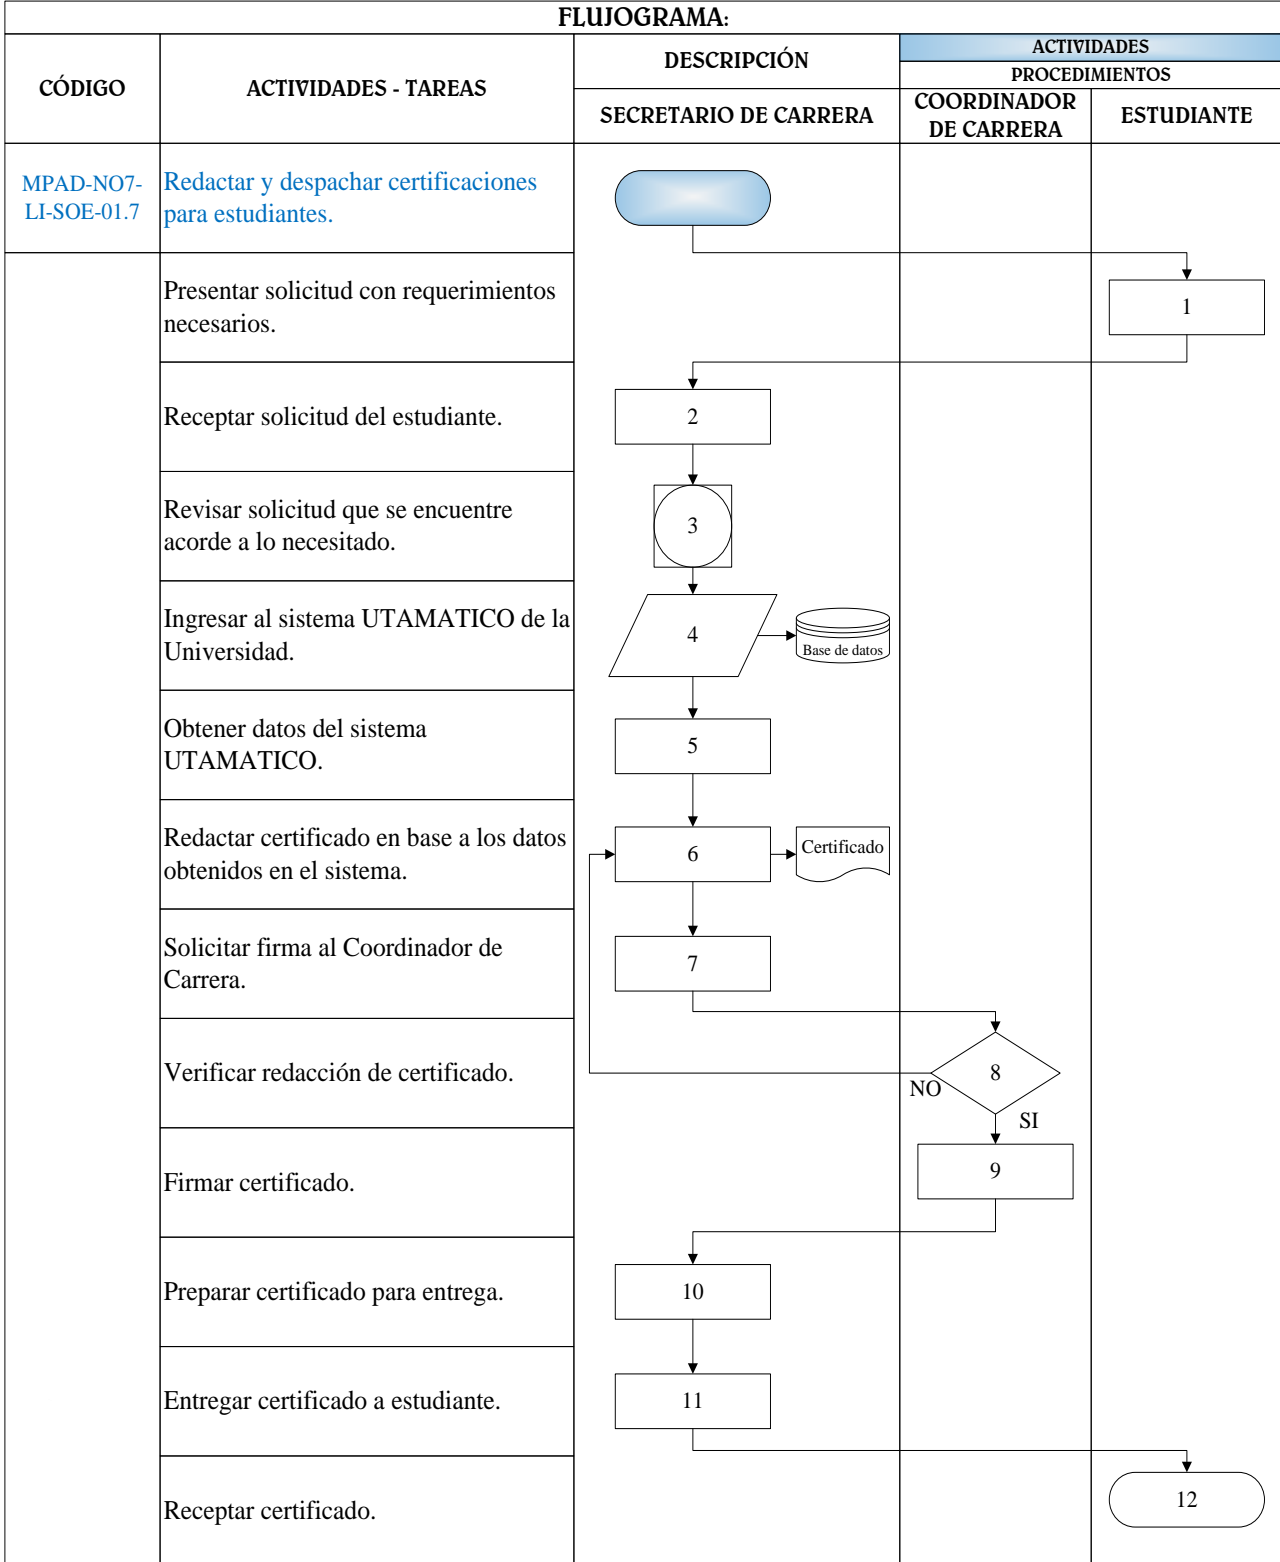 FLUJOGRAMA:
CÓDIGO
ACTIVIDADES - TAREAS
DESCRIPCIÓN
ACTIVIDADES
PROCEDIMIENTOS
SECRETARIO DE CARRERA
COORDINADOR
DE CARRERA
ESTUDIANTE
MPAD-NO7-
LI-SOE-01.7
Redactar y despachar certificaciones
para estudiantes.
Presentar solicitud con requerimientos
necesarios.
1
Receptar solicitud del estudiante.
2
Revisar solicitud que se encuentre
acorde a lo necesitado.
3
Ingresar al sistema UTAMATICO de la
Universidad.
4
Base de datos
Obtener datos del sistema
UTAMATICO.
5
Redactar certificado en base a los datos
obtenidos en el sistema.
6
Certificado
Solicitar firma al Coordinador de
Carrera.
7
Verificar redacción de certificado.
8
NO
SI
Firmar certificado.
9
Preparar certificado para entrega.
10
Entregar certificado a estudiante.
11
Receptar certificado.
12